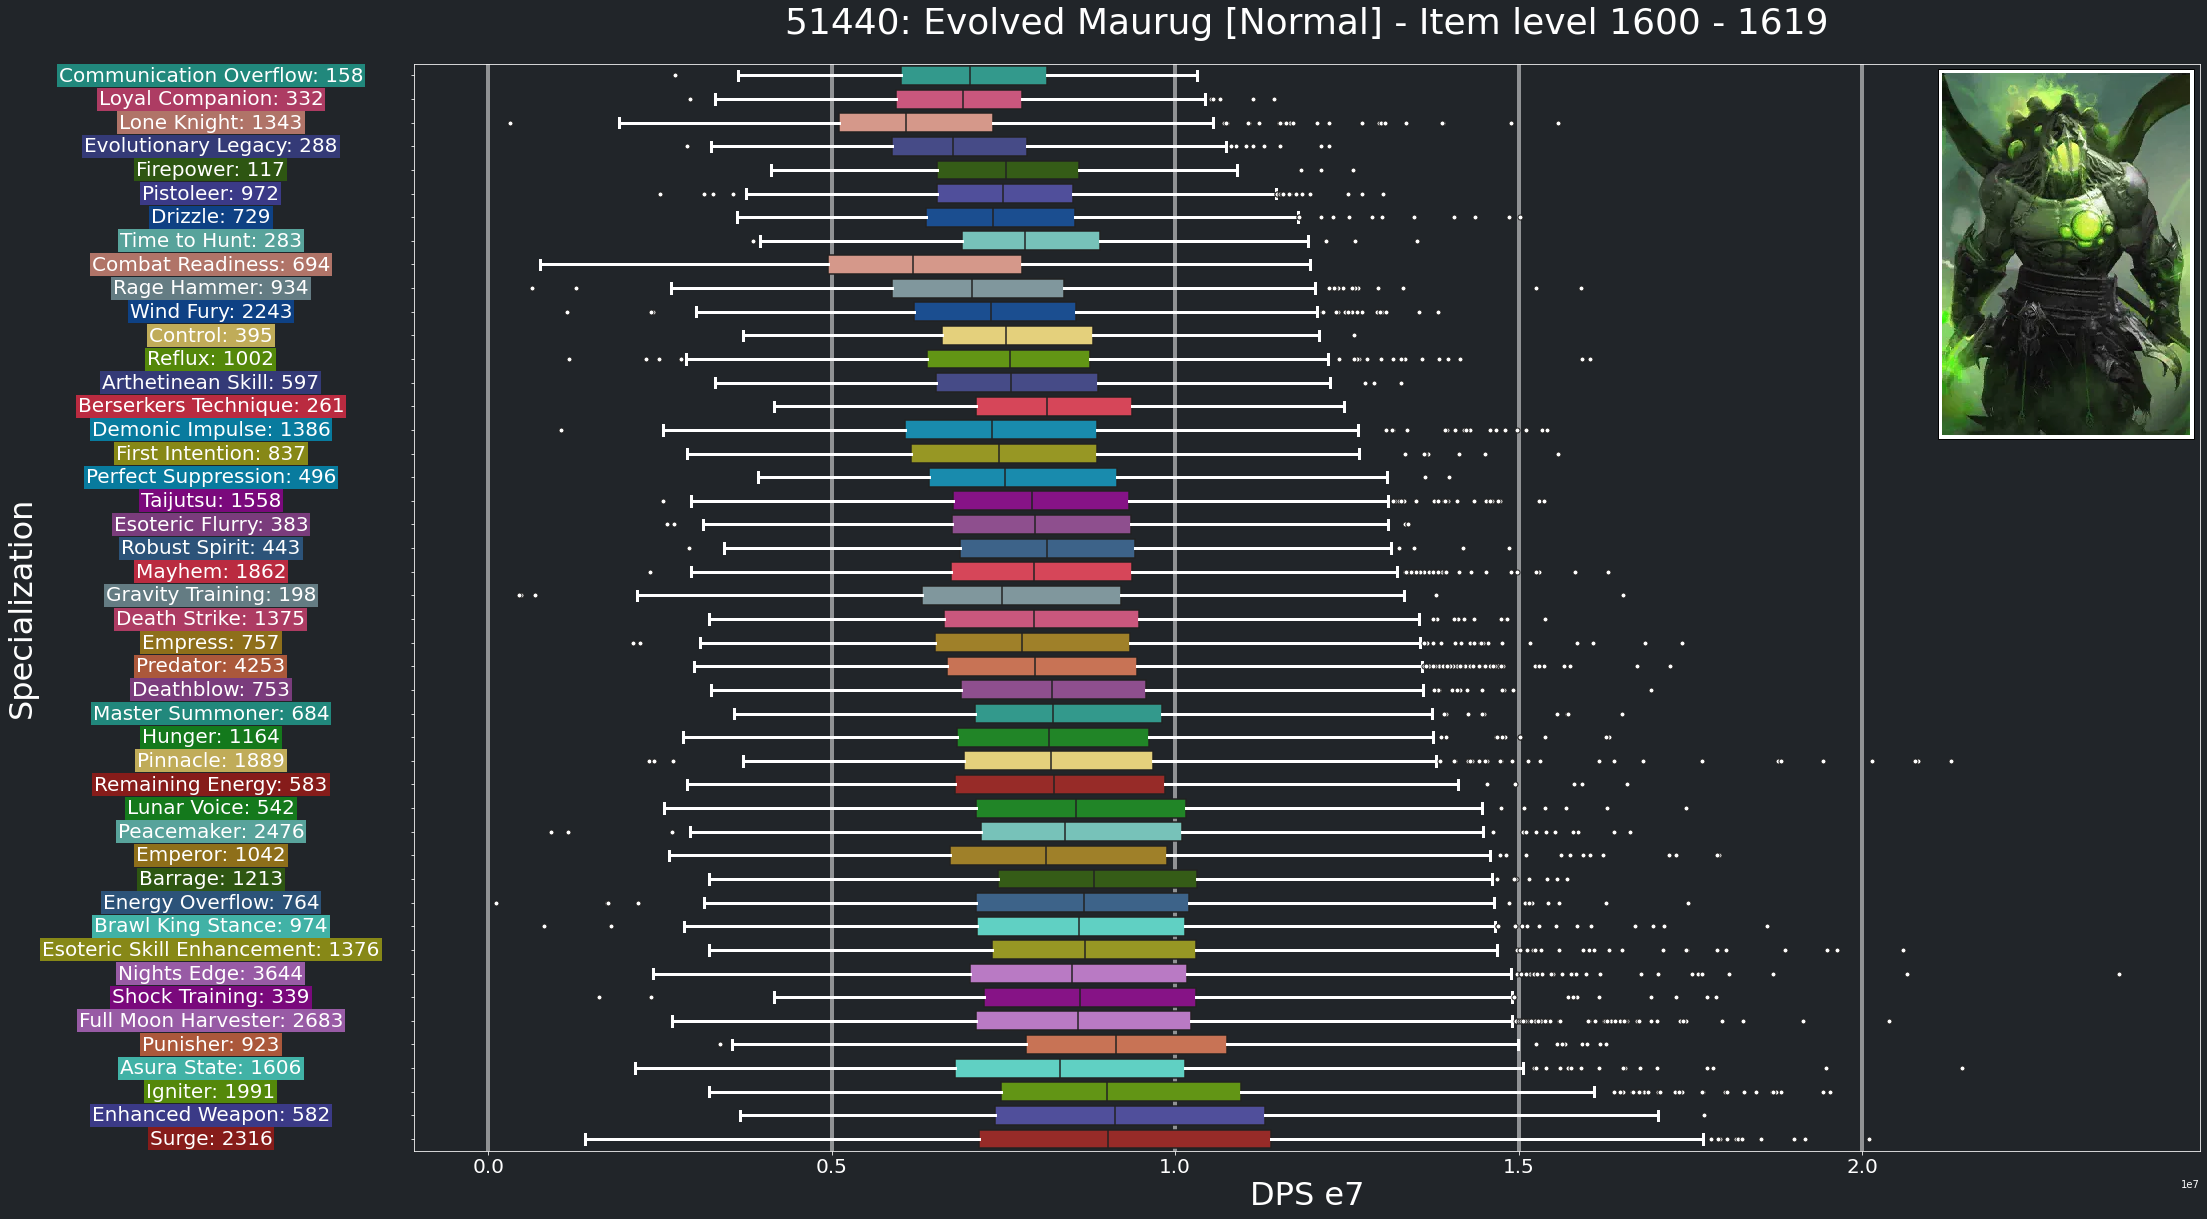 51440: Evolved Maurug [Normal] - Item level 1600 - 1619
Specialization
Communication Overflow: 158
Loyal Companion: 332
Lone Knight: 1343
Evolutionary Legacy: 288
Firepower: 117
Pistoleer: 972
Drizzle: 729
Time to Hunt: 283
Combat Readiness: 694
Rage Hammer: 934
Wind Fury: 2243
Control: 395
Reflux: 1002
Arthetinean Skill: 597
Berserkers Technique: 261
Demonic Impulse: 1386
First Intention: 837
Perfect Suppression: 496
Taijutsu: 1558
Esoteric Flurry: 383
Robust Spirit: 443
Mayhem: 1862
Gravity Training: 198
Death Strike: 1375
Empress: 757
Predator: 4253
Deathblow: 753
Master Summoner: 684
Hunger: 1164
Pinnacle: 1889
Remaining Energy: 583
Lunar Voice: 542
Peacemaker: 2476
Emperor: 1042
Barrage: 1213
Energy Overflow: 764
Brawl King Stance: 974
Esoteric Skill Enhancement: 1376
Nights Edge: 3644
Shock Training: 339
Full Moon Harvester: 2683
Punisher: 923
Asura State: 1606
Igniter: 1991
Enhanced Weapon: 582
Surge: 2316
0.0 0.5 1.0 1.5 2.0
1e7
DPS e7